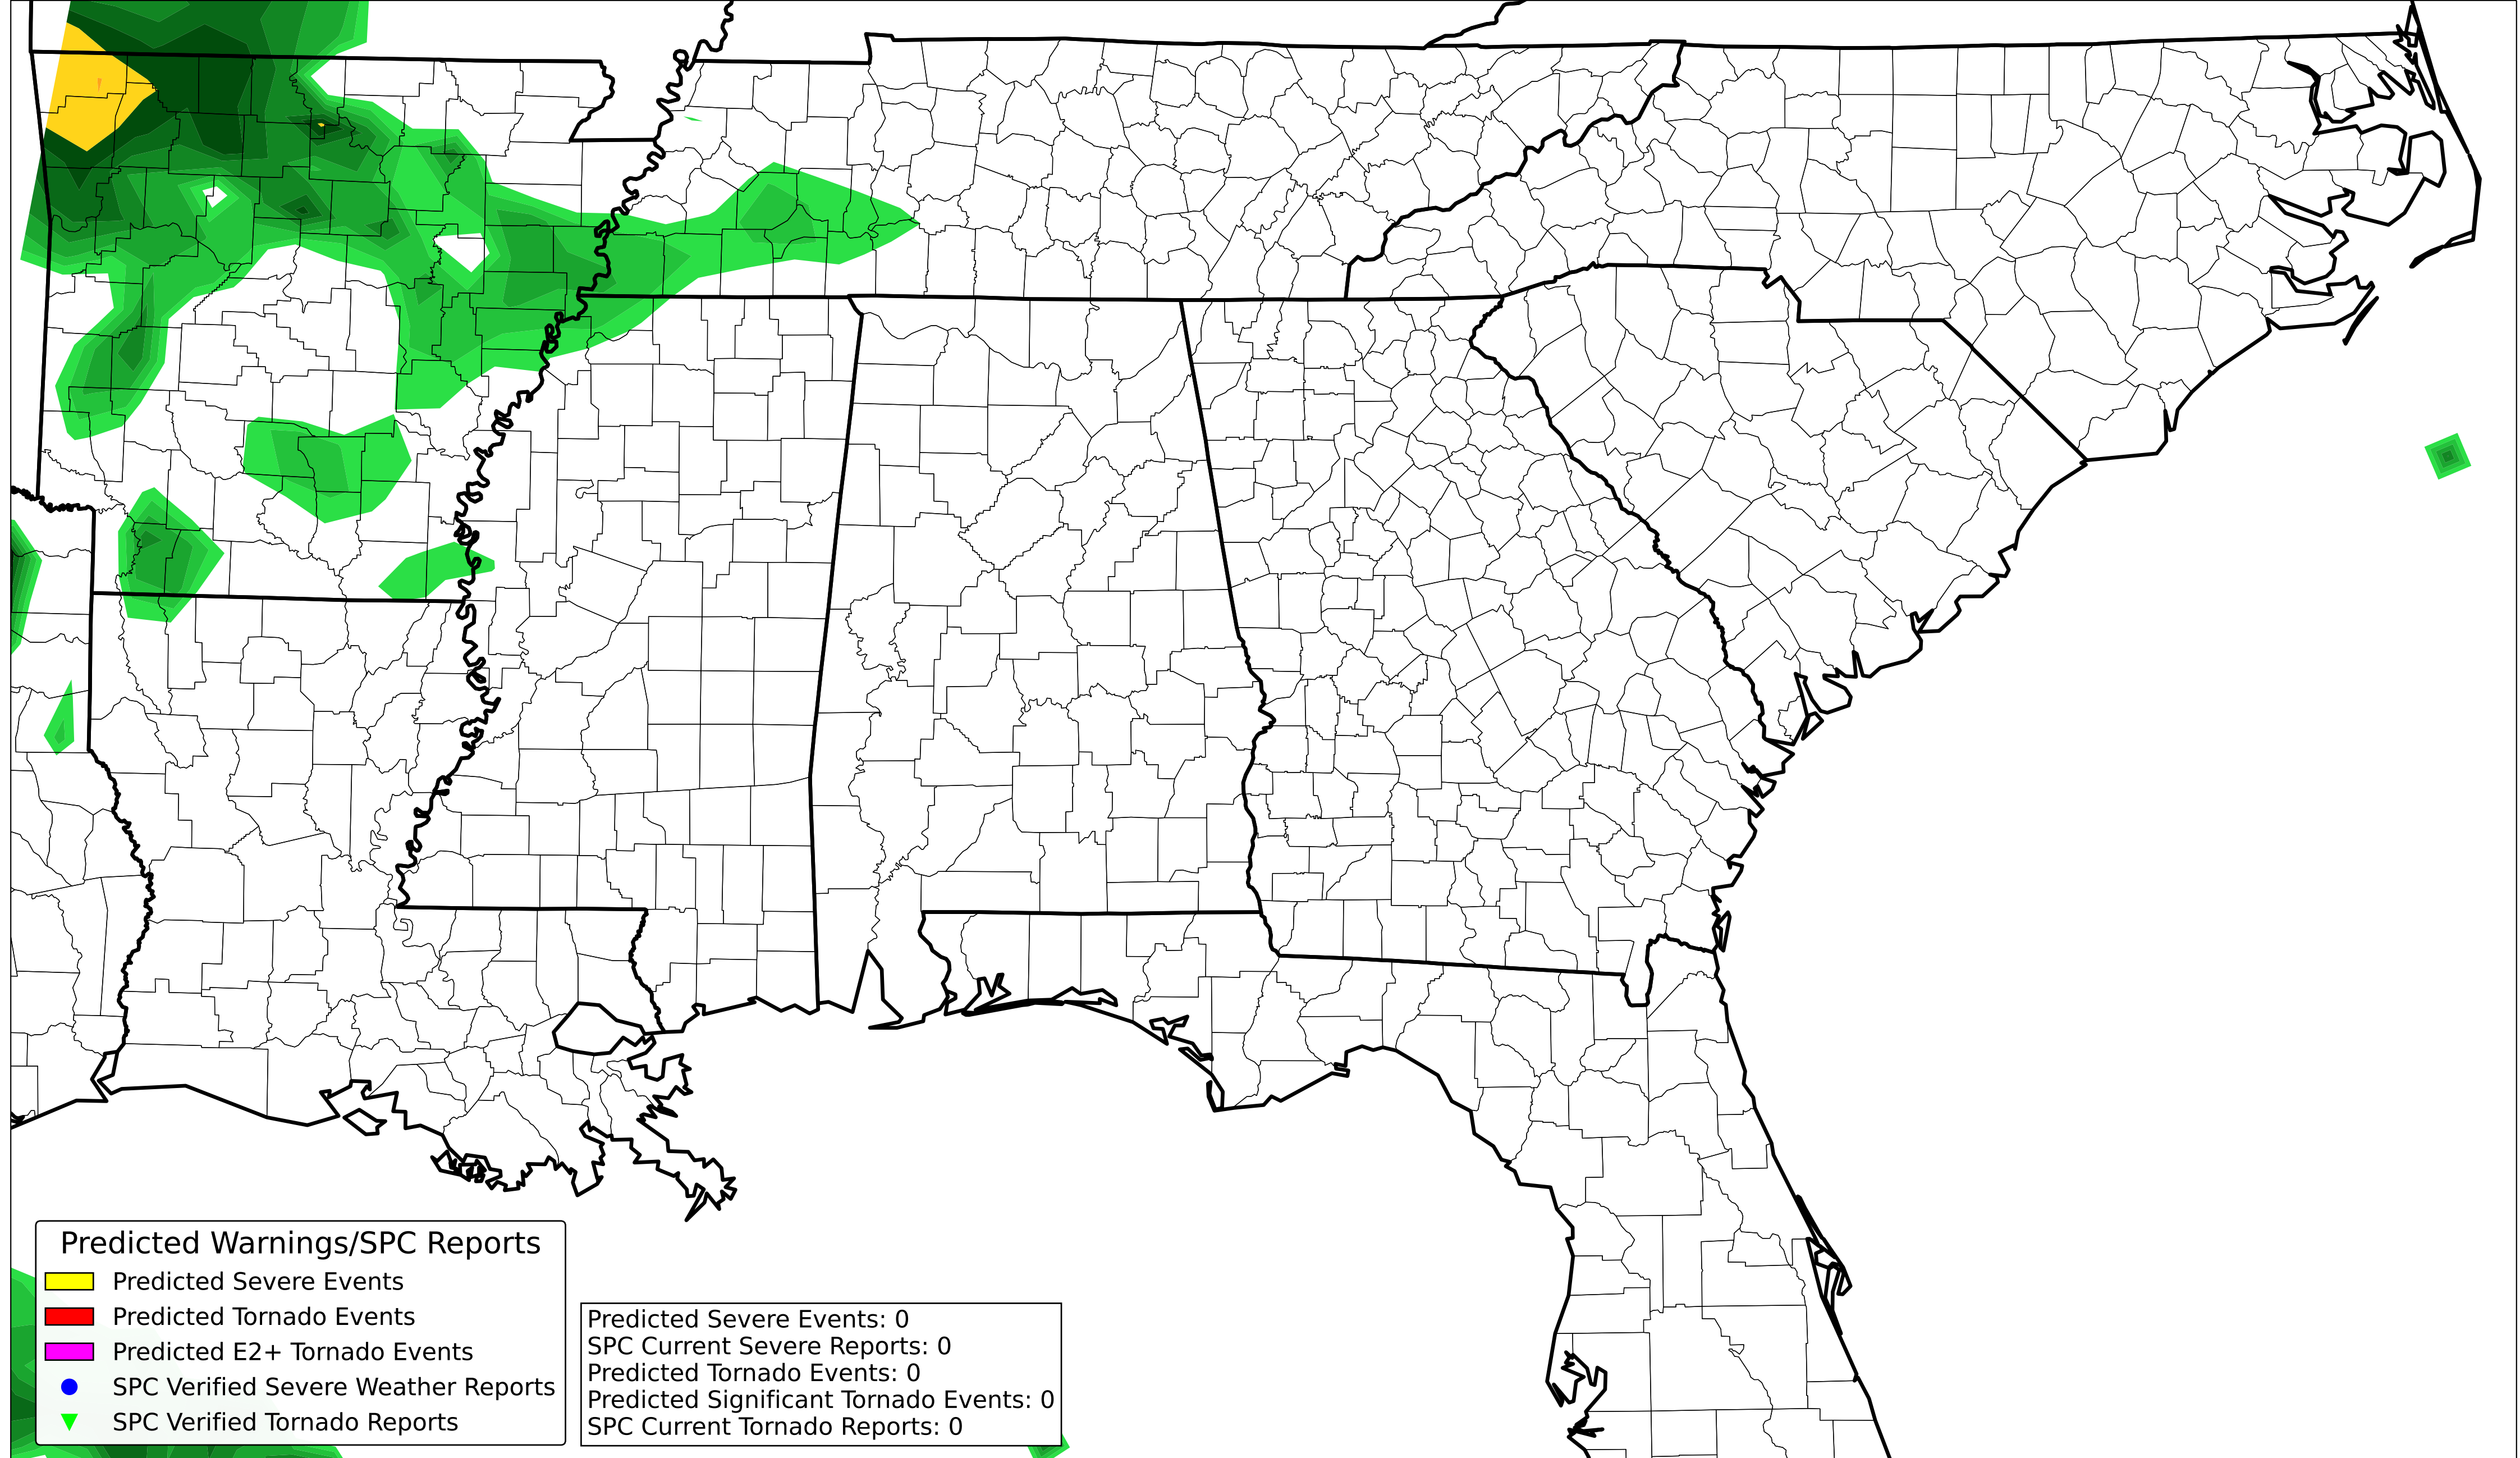 Predicted Warnings/SPC Reports
Predicted Severe Events
Predicted Tornado Events
Predicted E2+ Tornado Events
SPC Verified Severe Weather Reports
SPC Verified Tornado Reports
Predicted Severe Events: 0
SPC Current Severe Reports: 0
Predicted Tornado Events: 0
Predicted Significant Tornado Events: 0
SPC Current Tornado Reports: 0